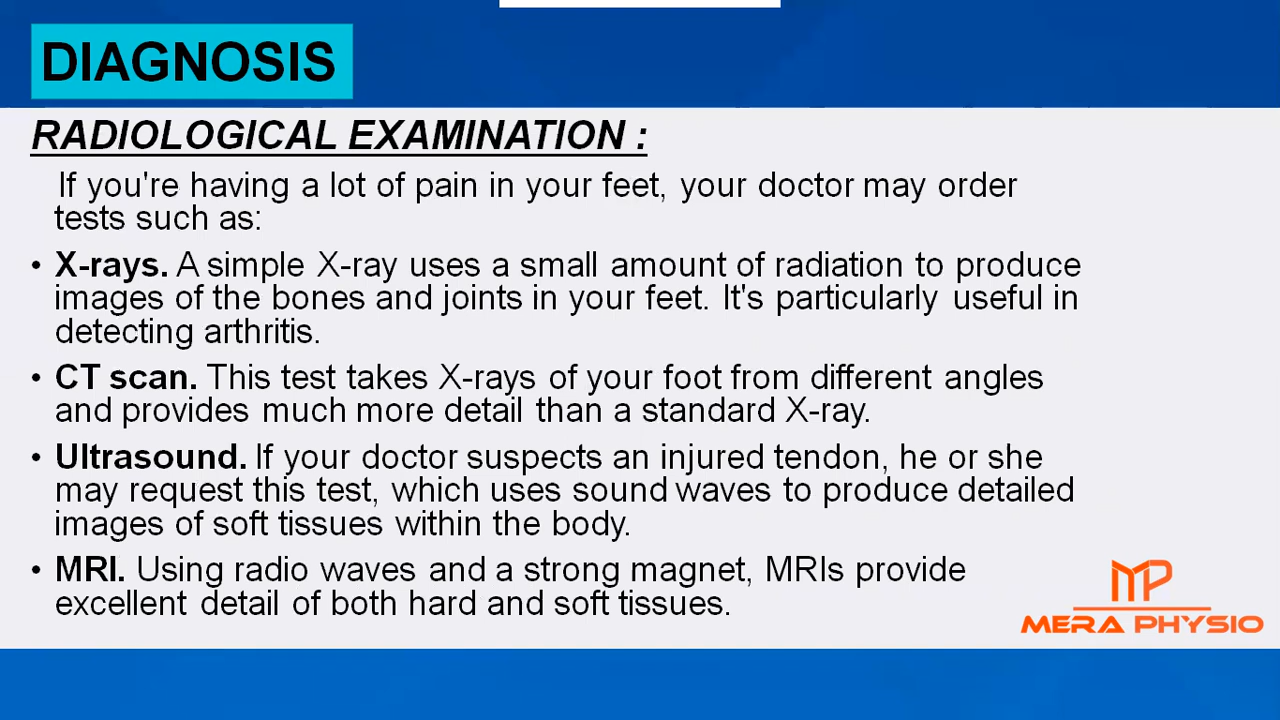 DIAGNOSIS
RADIOLOGICAL EXAMINATION :
If you're having a lot of pain in your feet, your doctor may order
tests such as:
• X-rays. A simple X-ray uses a small amount of radiation to produce
images of the bones and joints in your feet. It's particularly useful in
detecting arthritis.
• CT scan. This test takes X-rays of your foot from different angles
and provides much more detail than a standard X-ray.
• Ultrasound. If your doctor suspects an injured tendon, he or she
may request this test, which uses sound waves to produce detailed
images of soft tissues within the body.
• MRI. Using radio waves and a strong magnet, MRIs provide
excellent detail of both hard and soft tissues.
MP
MERA PHYSIO